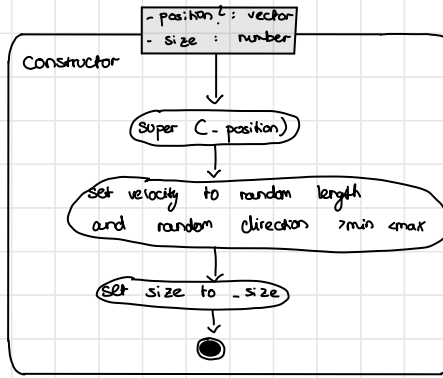 - position? : vector
- size : number
Constructor
super (_position)
set velocity to random length
and random direction >min <max
set size to _size